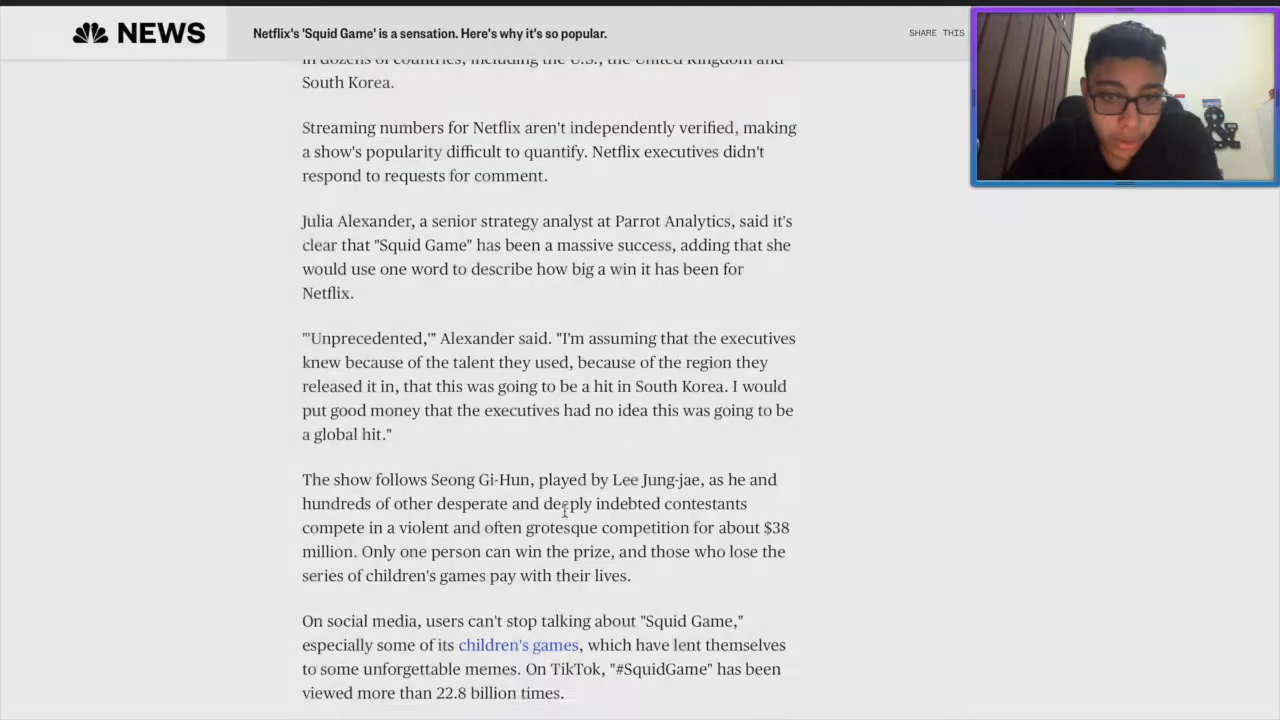 NEWS
Netflix's 'Squid Game' is a sensation. Here's why it's so popular.
SHARE THIS
in dozens of countries, including the U.S., the United Kingdom and
South Korea.
Streaming numbers for Netflix aren't independently verified, making
a show's popularity difficult to quantify. Netflix executives didn't
respond to requests for comment.
Julia Alexander, a senior strategy analyst at Parrot Analytics, said it's
clear that "Squid Game" has been a massive success, adding that she
would use one word to describe how big a win it has been for
Netflix.
"'Unprecedented,'" Alexander said. "I'm assuming that the executives
knew because of the talent they used, because of the region they
released it in, that this was going to be a hit in South Korea. I would
put good money that the executives had no idea this was going to be
a global hit."
The show follows Seong Gi-Hun, played by Lee Jung-jae, as he and
hundreds of other desperate and deeply indebted contestants
compete in a violent and often grotesque competition for about $38
million. Only one person can win the prize, and those who lose the
series of children's games pay with their lives.
On social media, users can't stop talking about "Squid Game,"
especially some of its children's games, which have lent themselves
to some unforgettable memes. On TikTok, "#SquidGame" has been
viewed more than 22.8 billion times.
&